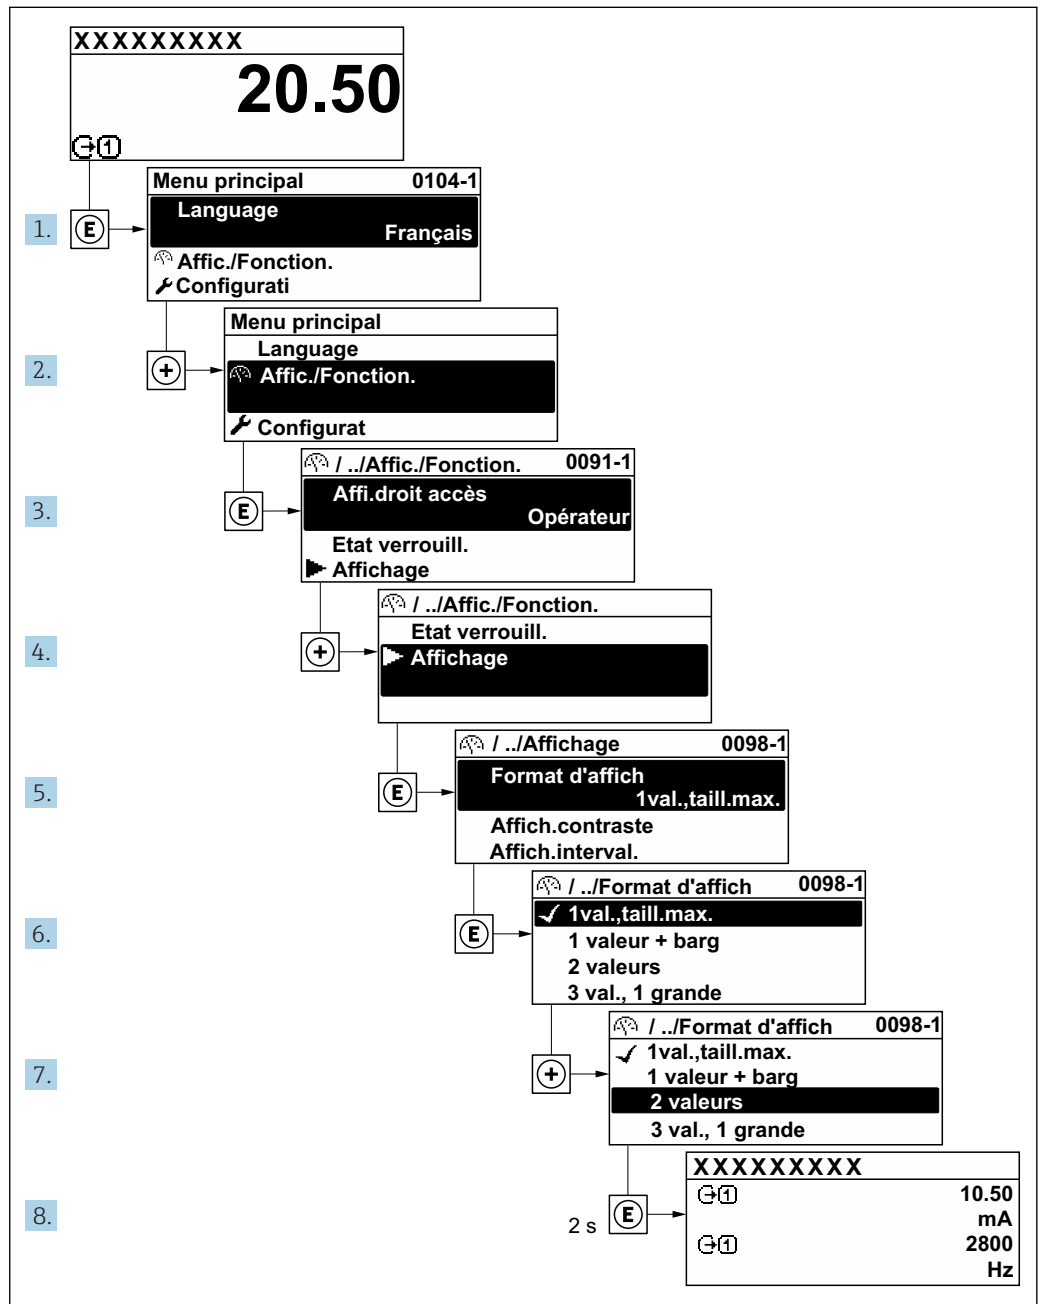 XXXXXXXXX
20.50
1
Menu principal 0104-1
1. E Language
Français
Affic./Fonction.
Configurati
Menu principal
Language
2. + Affic./Fonction.
Configurat
/ ../Affic./Fonction. 0091-1
3. E Affi.droit accès
Opérateur
Etat verrouill.
Affichage
/ ../Affic./Fonction.
Etat verrouill.
4. + Affichage
/ ../Affichage 0098-1
5. E Format d'affich
1val.,taill.max.
Affich.contraste
Affich.interval.
/ ../Format d'affich 0098-1
6. E 1val.,taill.max.
1 valeur + barg
2 valeurs
3 val., 1 grande
/ ../Format d'affich 0098-1
7. + 1val.,taill.max.
1 valeur + barg
2 valeurs
3 val., 1 grande
XXXXXXXXX
8. 2 s E 1 10.50
mA
1 2800
Hz